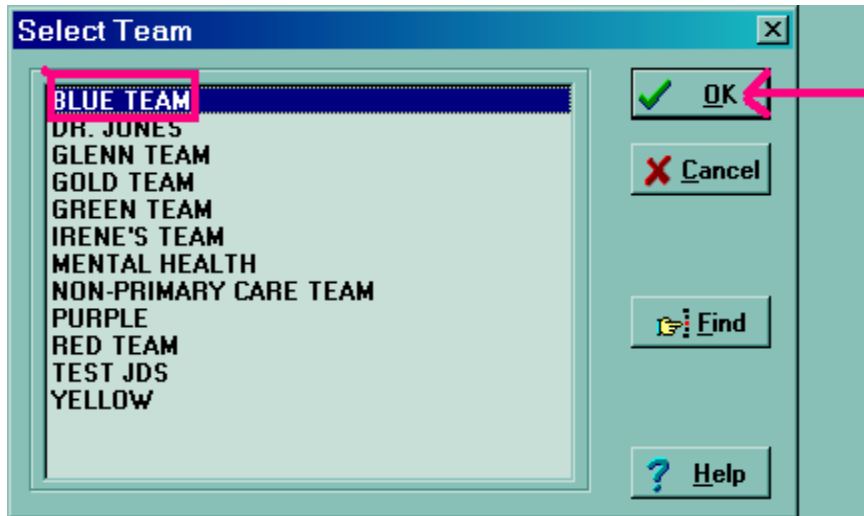 Select Team
BLUE TEAM
DR. JONES
GLENN TEAM
GOLD TEAM
GREEN TEAM
IRENE'S TEAM
MENTAL HEALTH
NON-PRIMARY CARE TEAM
PURPLE
RED TEAM
TEST JDS
YELLOW
OK
Cancel
Find
Help